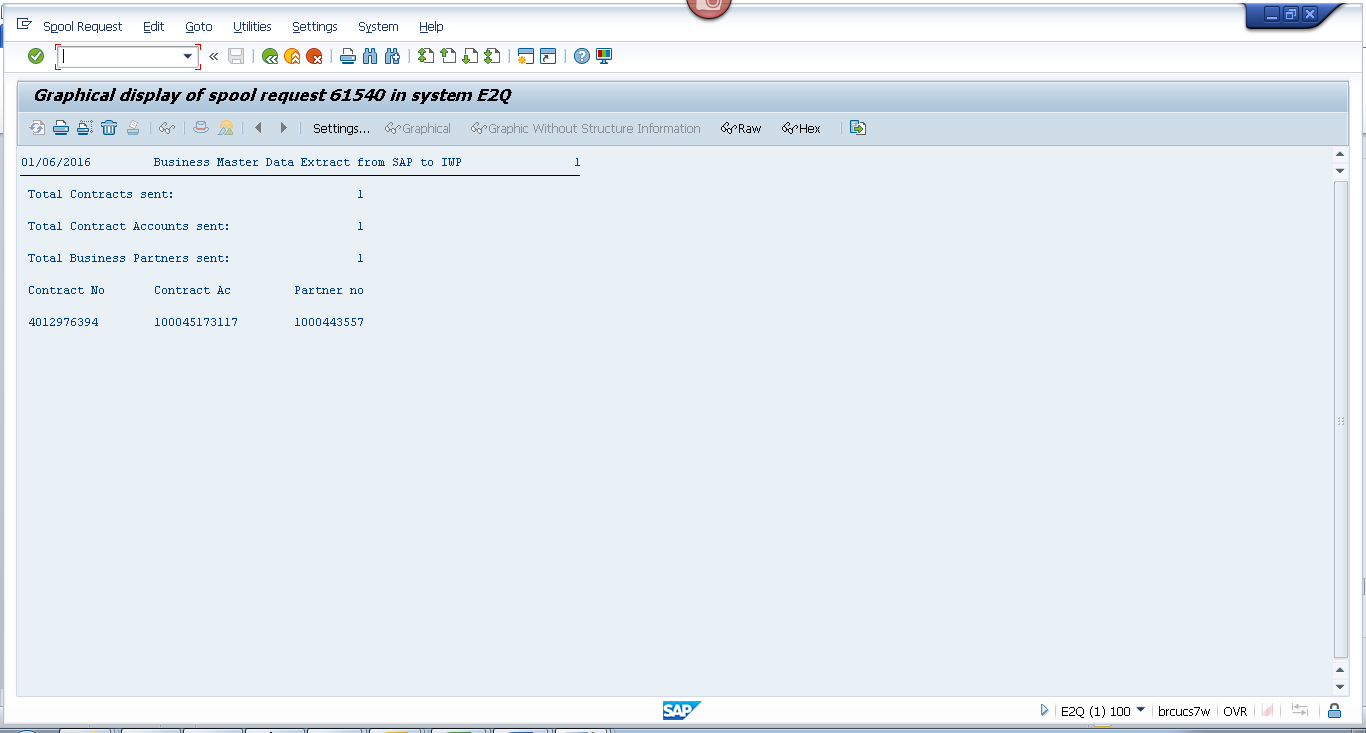 Spool Request Edit Goto Utilities Settings System Help
«
Graphical display of spool request 61540 in system E2Q
Settings... Graphical Graphic Without Structure Information Raw Hex
01/06/2016 Business Master Data Extract from SAP to IWP 1
Total Contracts sent: 1
Total Contract Accounts sent: 1
Total Business Partners sent: 1
Contract No Contract Ac Partner no
4012976394 100045173117 1000443557
SAP E2Q (1) 100 brcucs7w OVR